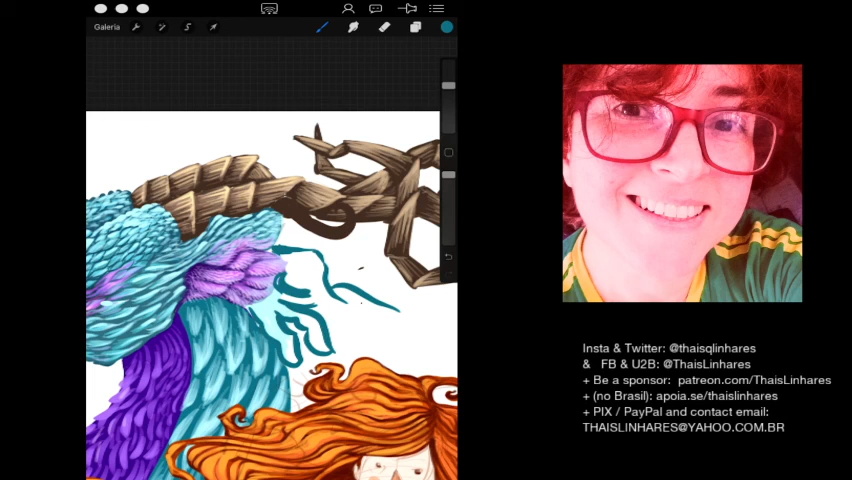 Galeria
Insta & Twitter: @thaisqlinhares
& FB & U2B: @ThaisLinhares
+ Be a sponsor: patreon.com/ThaisLinhares
+ (no Brasil): apoia.se/thaislinhares
+ PIX / PayPal and contact email:
THAISLINHARES@YAHOO.COM.BR